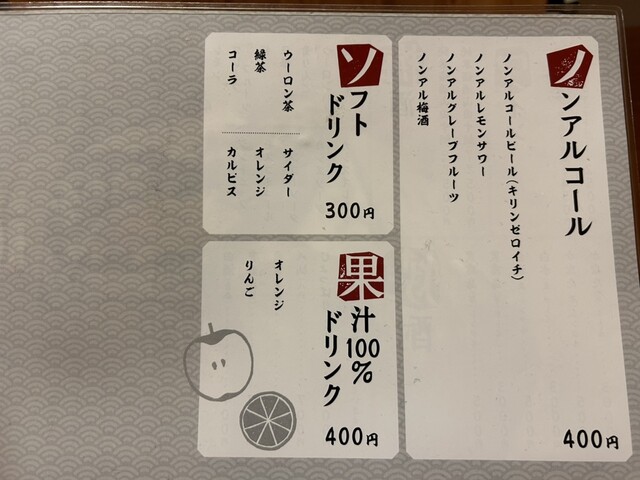 ノンアルコール
ノンアルコールビール(キリンゼロイチ)
ノンアルレモンサワー
ノンアルグレープフルーツ
ノンアル梅酒
400円
ソフトドリンク
ウーロン茶
緑茶
コーラ
サイダー
オレンジ
カルピス
300円
果汁100%ドリンク
オレンジ
りんご
400円